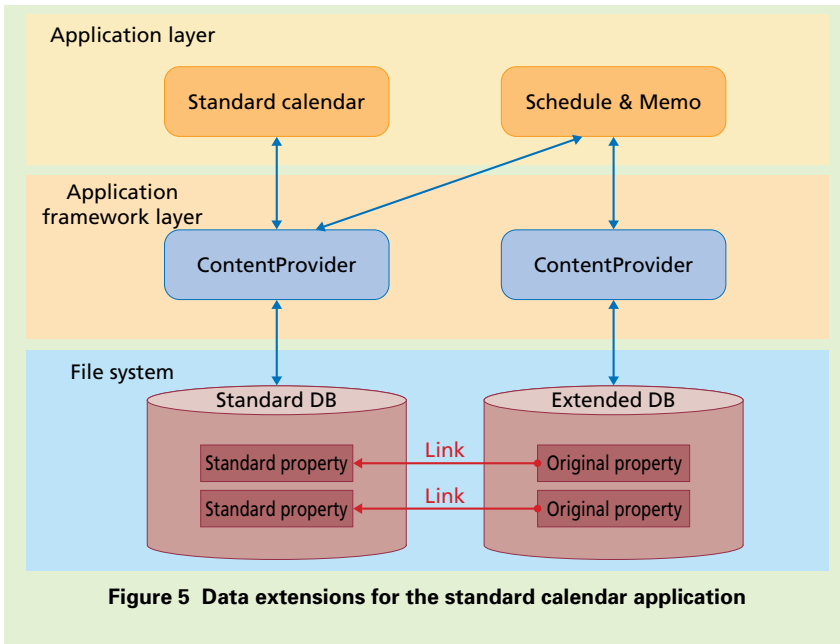 Application layer
Standard calendar
Schedule & Memo
Application
framework layer
ContentProvider
ContentProvider
File system
Standard DB
Extended DB
Standard property
Link
Original property
Standard property
Link
Original property
Figure 5 Data extensions for the standard calendar application